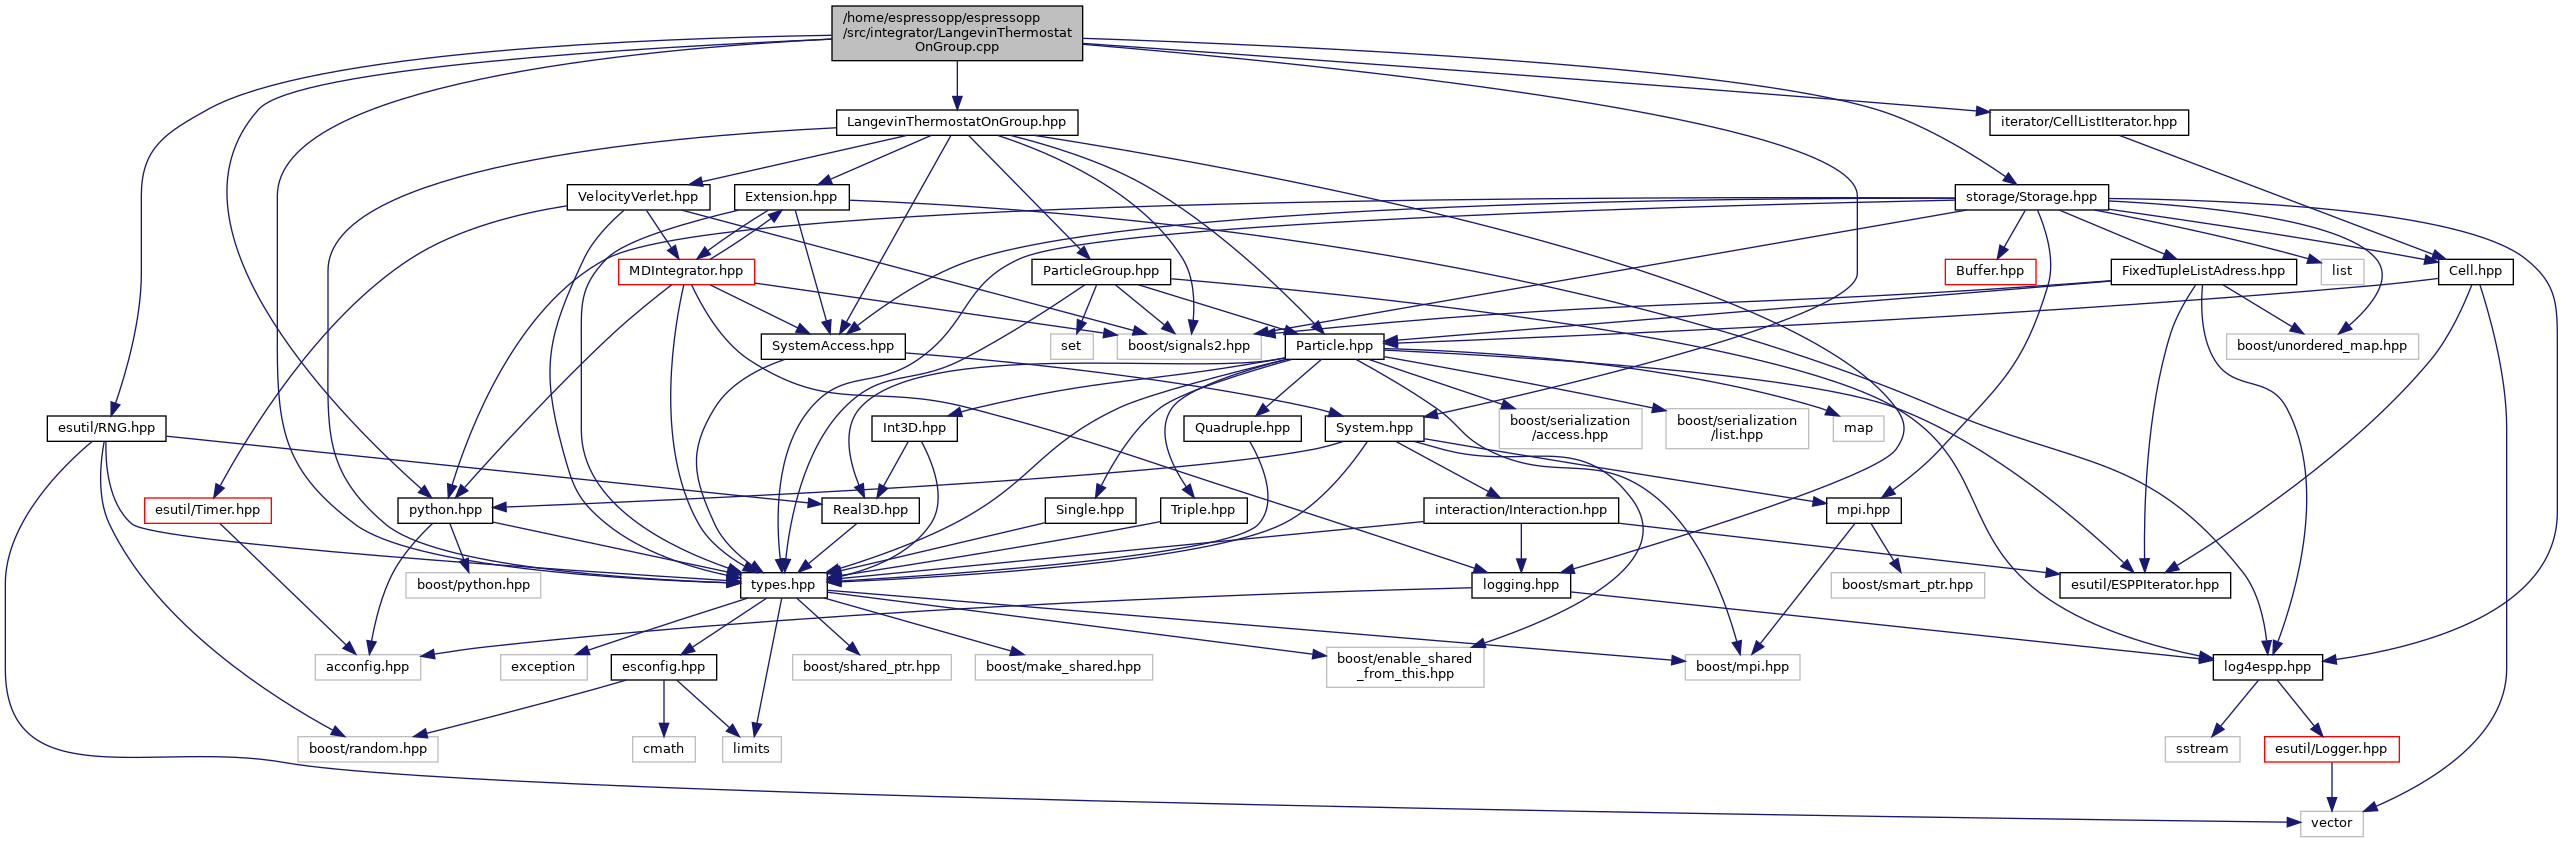 /home/espressopp/espressopp
/src/integrator/LangevinThermostat
OnGroup.cpp
LangevinThermostatOnGroup.hpp
iterator/CellListIterator.hpp
VelocityVerlet.hpp
Extension.hpp
storage/Storage.hpp
MDIntegrator.hpp
ParticleGroup.hpp
Buffer.hpp
FixedTupleListAdress.hpp
list
Cell.hpp
SystemAccess.hpp
set
boost/signals2.hpp
Particle.hpp
boost/unordered_map.hpp
esutil/RNG.hpp
Int3D.hpp
Quadruple.hpp
System.hpp
boost/serialization
/access.hpp
boost/serialization
/list.hpp
map
esutil/Timer.hpp
python.hpp
Real3D.hpp
Single.hpp
Triple.hpp
interaction/Interaction.hpp
mpi.hpp
boost/python.hpp
types.hpp
logging.hpp
boost/smart_ptr.hpp
esutil/ESPPIterator.hpp
acconfig.hpp
exception
esconfig.hpp
boost/shared_ptr.hpp
boost/make_shared.hpp
boost/enable_shared
_from_this.hpp
boost/mpi.hpp
log4espp.hpp
boost/random.hpp
cmath
limits
sstream
esutil/Logger.hpp
vector